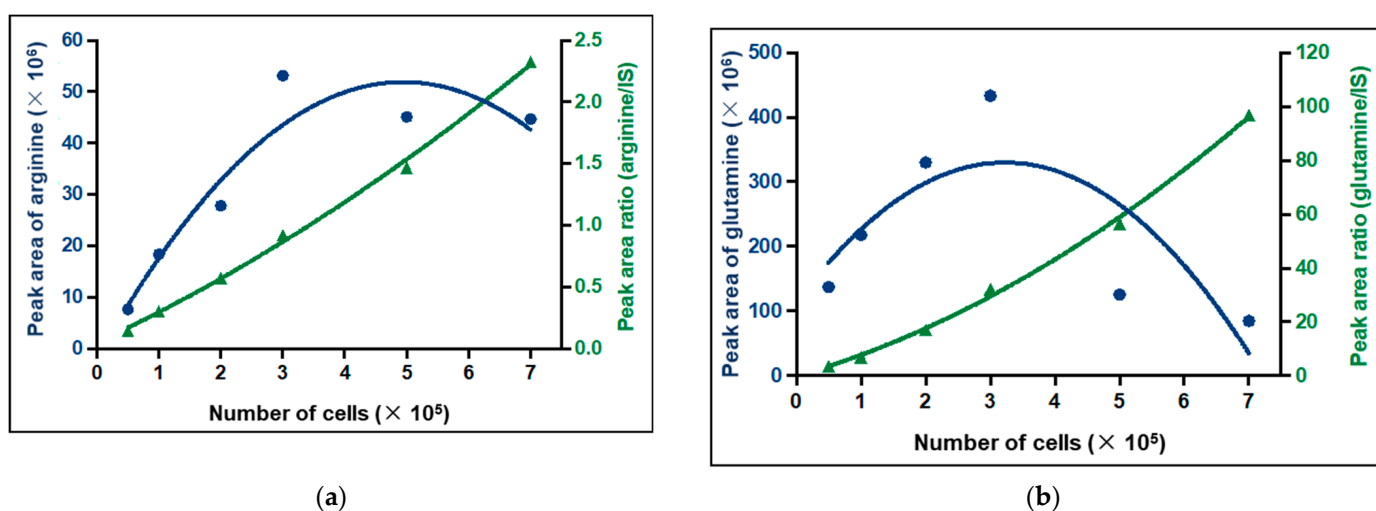 60
50
40
30
20
10
0
Peak area of arginine (× 10⁶)
2.5
2.0
1.5
1.0
0.5
0.0
Peak area ratio (arginine/IS)
0 1 2 3 4 5 6 7
Number of cells (× 10⁵)
(a)
500
400
300
200
100
0
Peak area of glutamine (× 10⁶)
120
100
80
60
40
20
0
Peak area ratio (glutamine/IS)
0 1 2 3 4 5 6 7
Number of cells (× 10⁵)
(b)